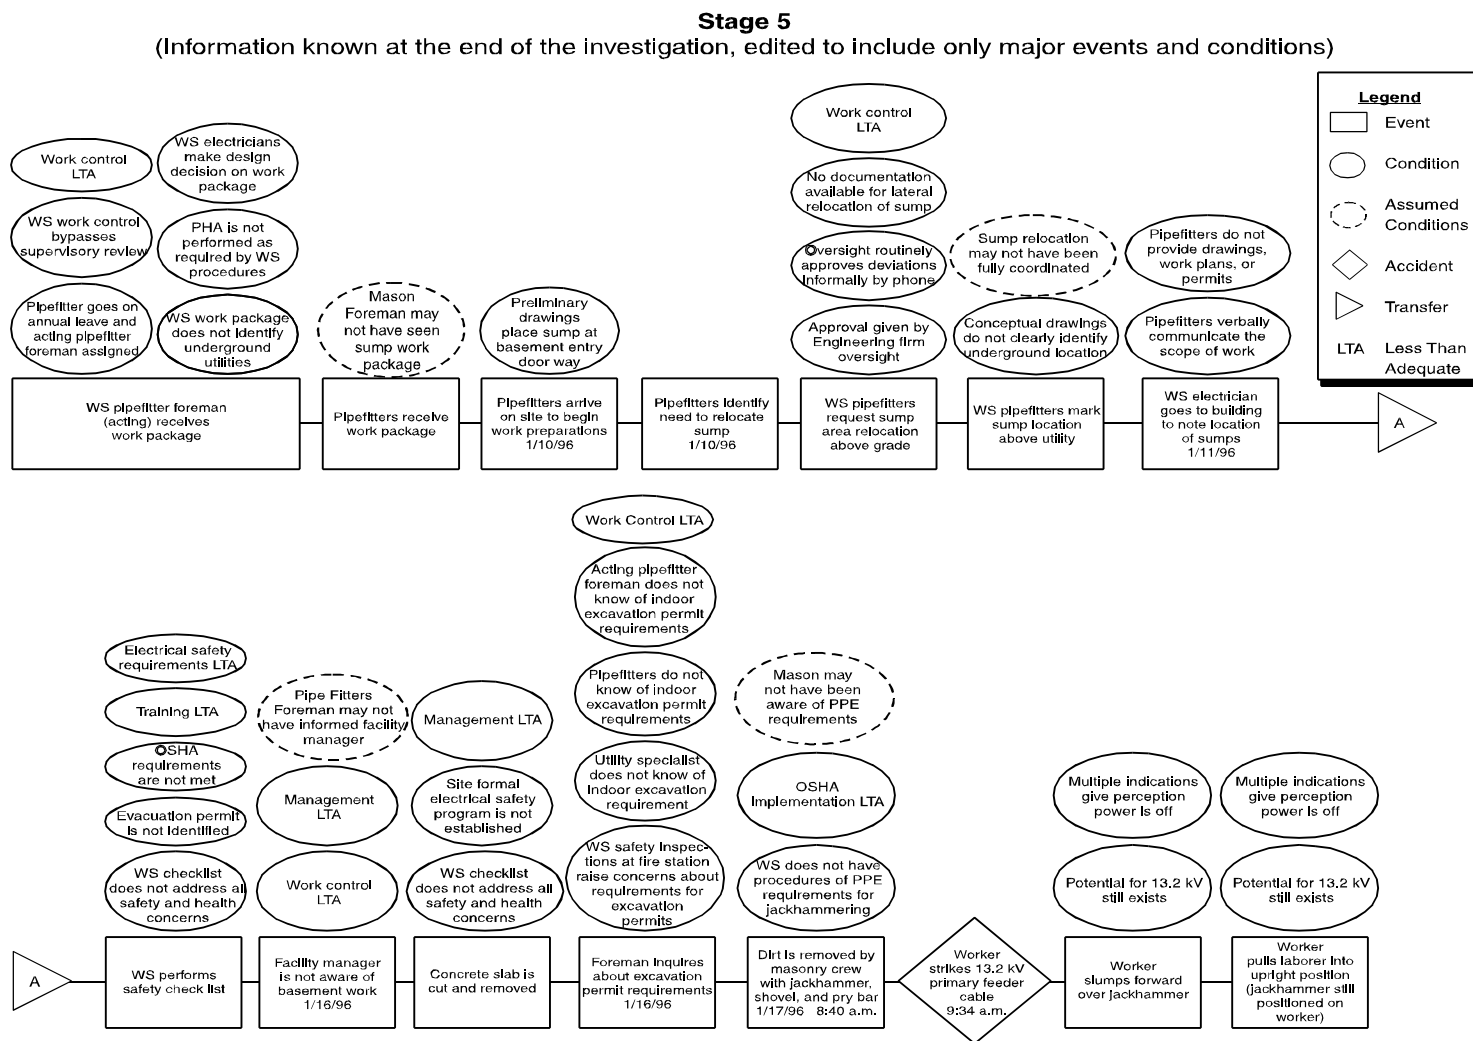 Stage 5
(Information known at the end of the investigation, edited to include only major events and conditions)
Legend
Event
Condition
Assumed
Conditions
Accident
Transfer
LTA Less Than
Adequate
Work control
LTA
WS work control
bypasses
supervisory review
Pipefitter goes on
annual leave and
acting pipefitter
foreman assigned
WS electricians
make design
decision on work
package
PHA is not
performed as
required by WS
procedures
WS work package
does not identify
underground
utilities
WS pipefitter foreman
(acting) receives
work package
Mason
Foreman may
not have seen
sump work
package
Pipefitters receive
work package
Preliminary
drawings
place sump at
basement entry
door way
Pipefitters arrive
on site to begin
work preparations
1/10/96
Pipefitters identify
need to relocate
sump
1/10/96
Work control
LTA
No documentation
available for lateral
relocation of sump
Oversight routinely
approves deviations
informally by phone
Approval given by
Engineering firm
oversight
WS pipefitters
request sump
area relocation
above grade
Sump relocation
may not have been
fully coordinated
Conceptual drawings
do not clearly identify
underground location
WS pipefitters mark
sump location
above utility
Pipefitters do not
provide drawings,
work plans, or
permits
Pipefitters verbally
communicate the
scope of work
WS electrician
goes to building
to note location
of sumps
1/11/96
A
A
Electrical safety
requirements LTA
Training LTA
OSHA
requirements
are not met
Evacuation permit
is not identified
WS checklist
does not address all
safety and health
concerns
WS performs
safety check list
Pipe Fitters
Foreman may not
have informed facility
manager
Management
LTA
Work control
LTA
Facility manager
is not aware of
basement work
1/16/96
Management LTA
Site formal
electrical safety
program is not
established
WS checklist
does not address all
safety and health
concerns
Concrete slab is
cut and removed
Work Control LTA
Acting pipefitter
foreman does not
know of indoor
excavation permit
requirements
Pipefitters do not
know of indoor
excavation permit
requirements
Utility specialist
does not know of
indoor excavation
requirement
WS safety inspec-
tions at fire station
raise concerns about
requirements for
excavation
permits
Foreman inquires
about excavation
permit requirements
1/16/96
Mason may
not have been
aware of PPE
requirements
OSHA
Implementation LTA
WS does not have
procedures of PPE
requirements for
jackhammering
Dirt is removed by
masonry crew
with jackhammer,
shovel, and pry bar
1/17/96 8:40 a.m.
Worker
strikes 13.2 kV
primary feeder
cable
9:34 a.m.
Multiple indications
give perception
power is off
Potential for 13.2 kV
still exists
Worker
slumps forward
over jackhammer
Multiple indications
give perception
power is off
Potential for 13.2 kV
still exists
Worker
pulls laborer into
upright position
(jackhammer still
positioned on
worker)